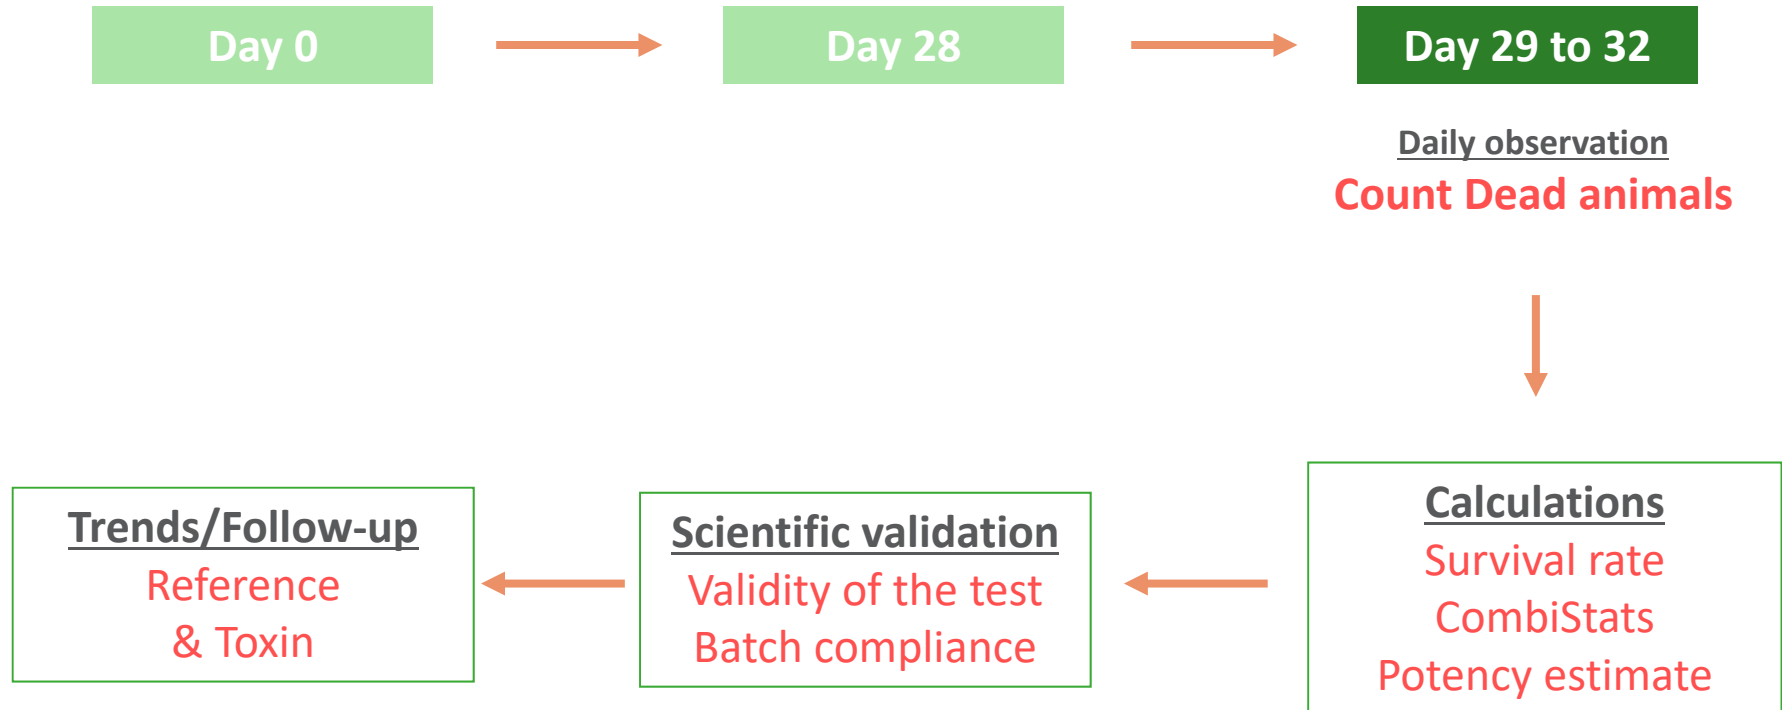 Day 0
Day 28
Day 29 to 32
Daily observation
Count Dead animals
Calculations
Survival rate
CombiStats
Potency estimate
Scientific validation
Validity of the test
Batch compliance
Trends/Follow-up
Reference
& Toxin